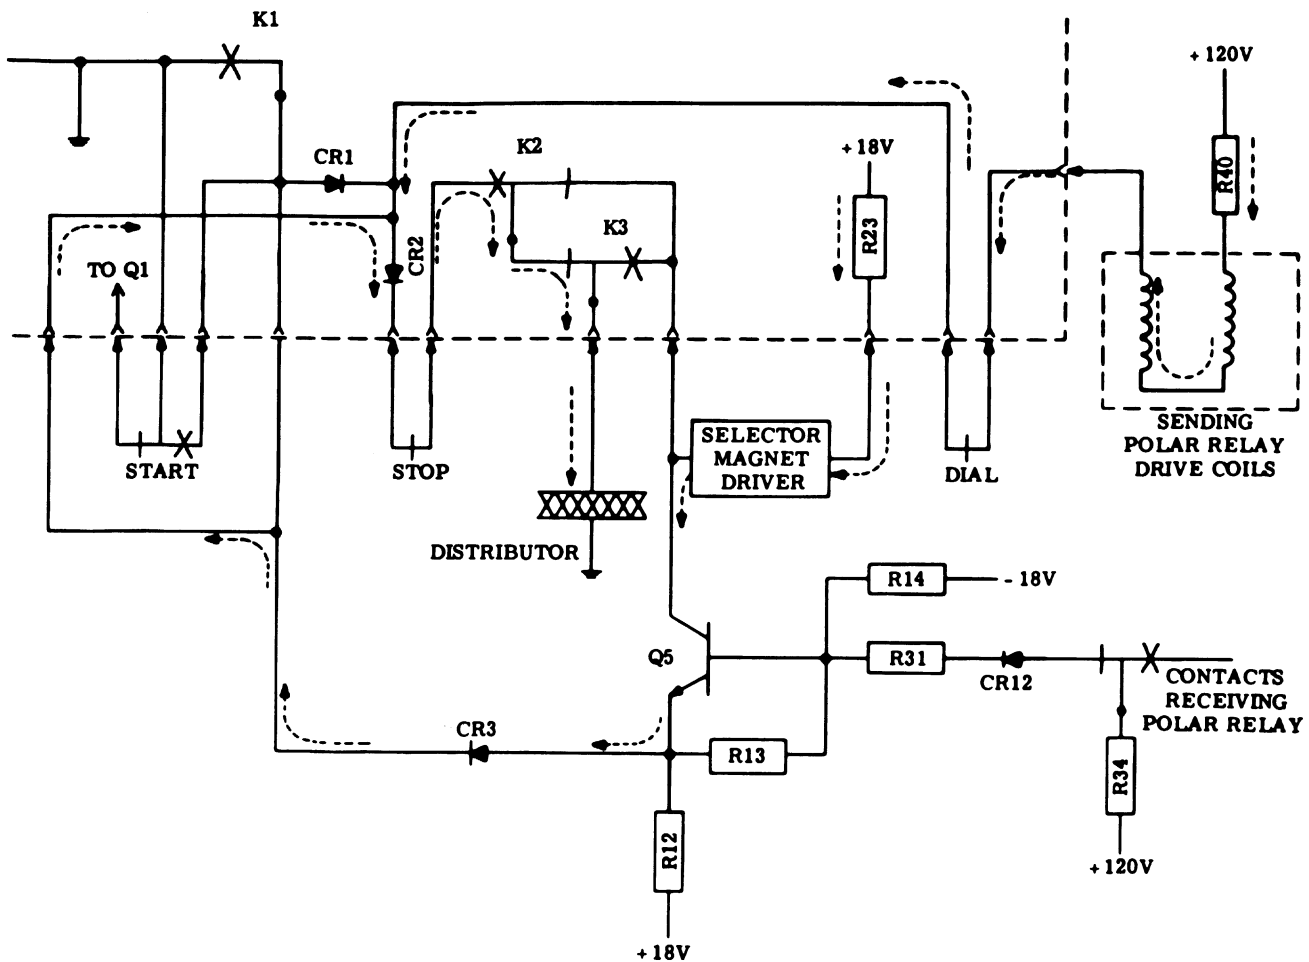 K1
+120V
R40
CR1
K2
+18V
K3
R23
CR2
TO Q1
START
STOP
SELECTOR
MAGNET
DRIVER
DIAL
SENDING
POLAR RELAY
DRIVE COILS
DISTRIBUTOR
R14
- 18V
Q5
R31
CR12
CONTACTS
RECEIVING
POLAR RELAY
CR3
R13
R34
R12
+120V
+18V